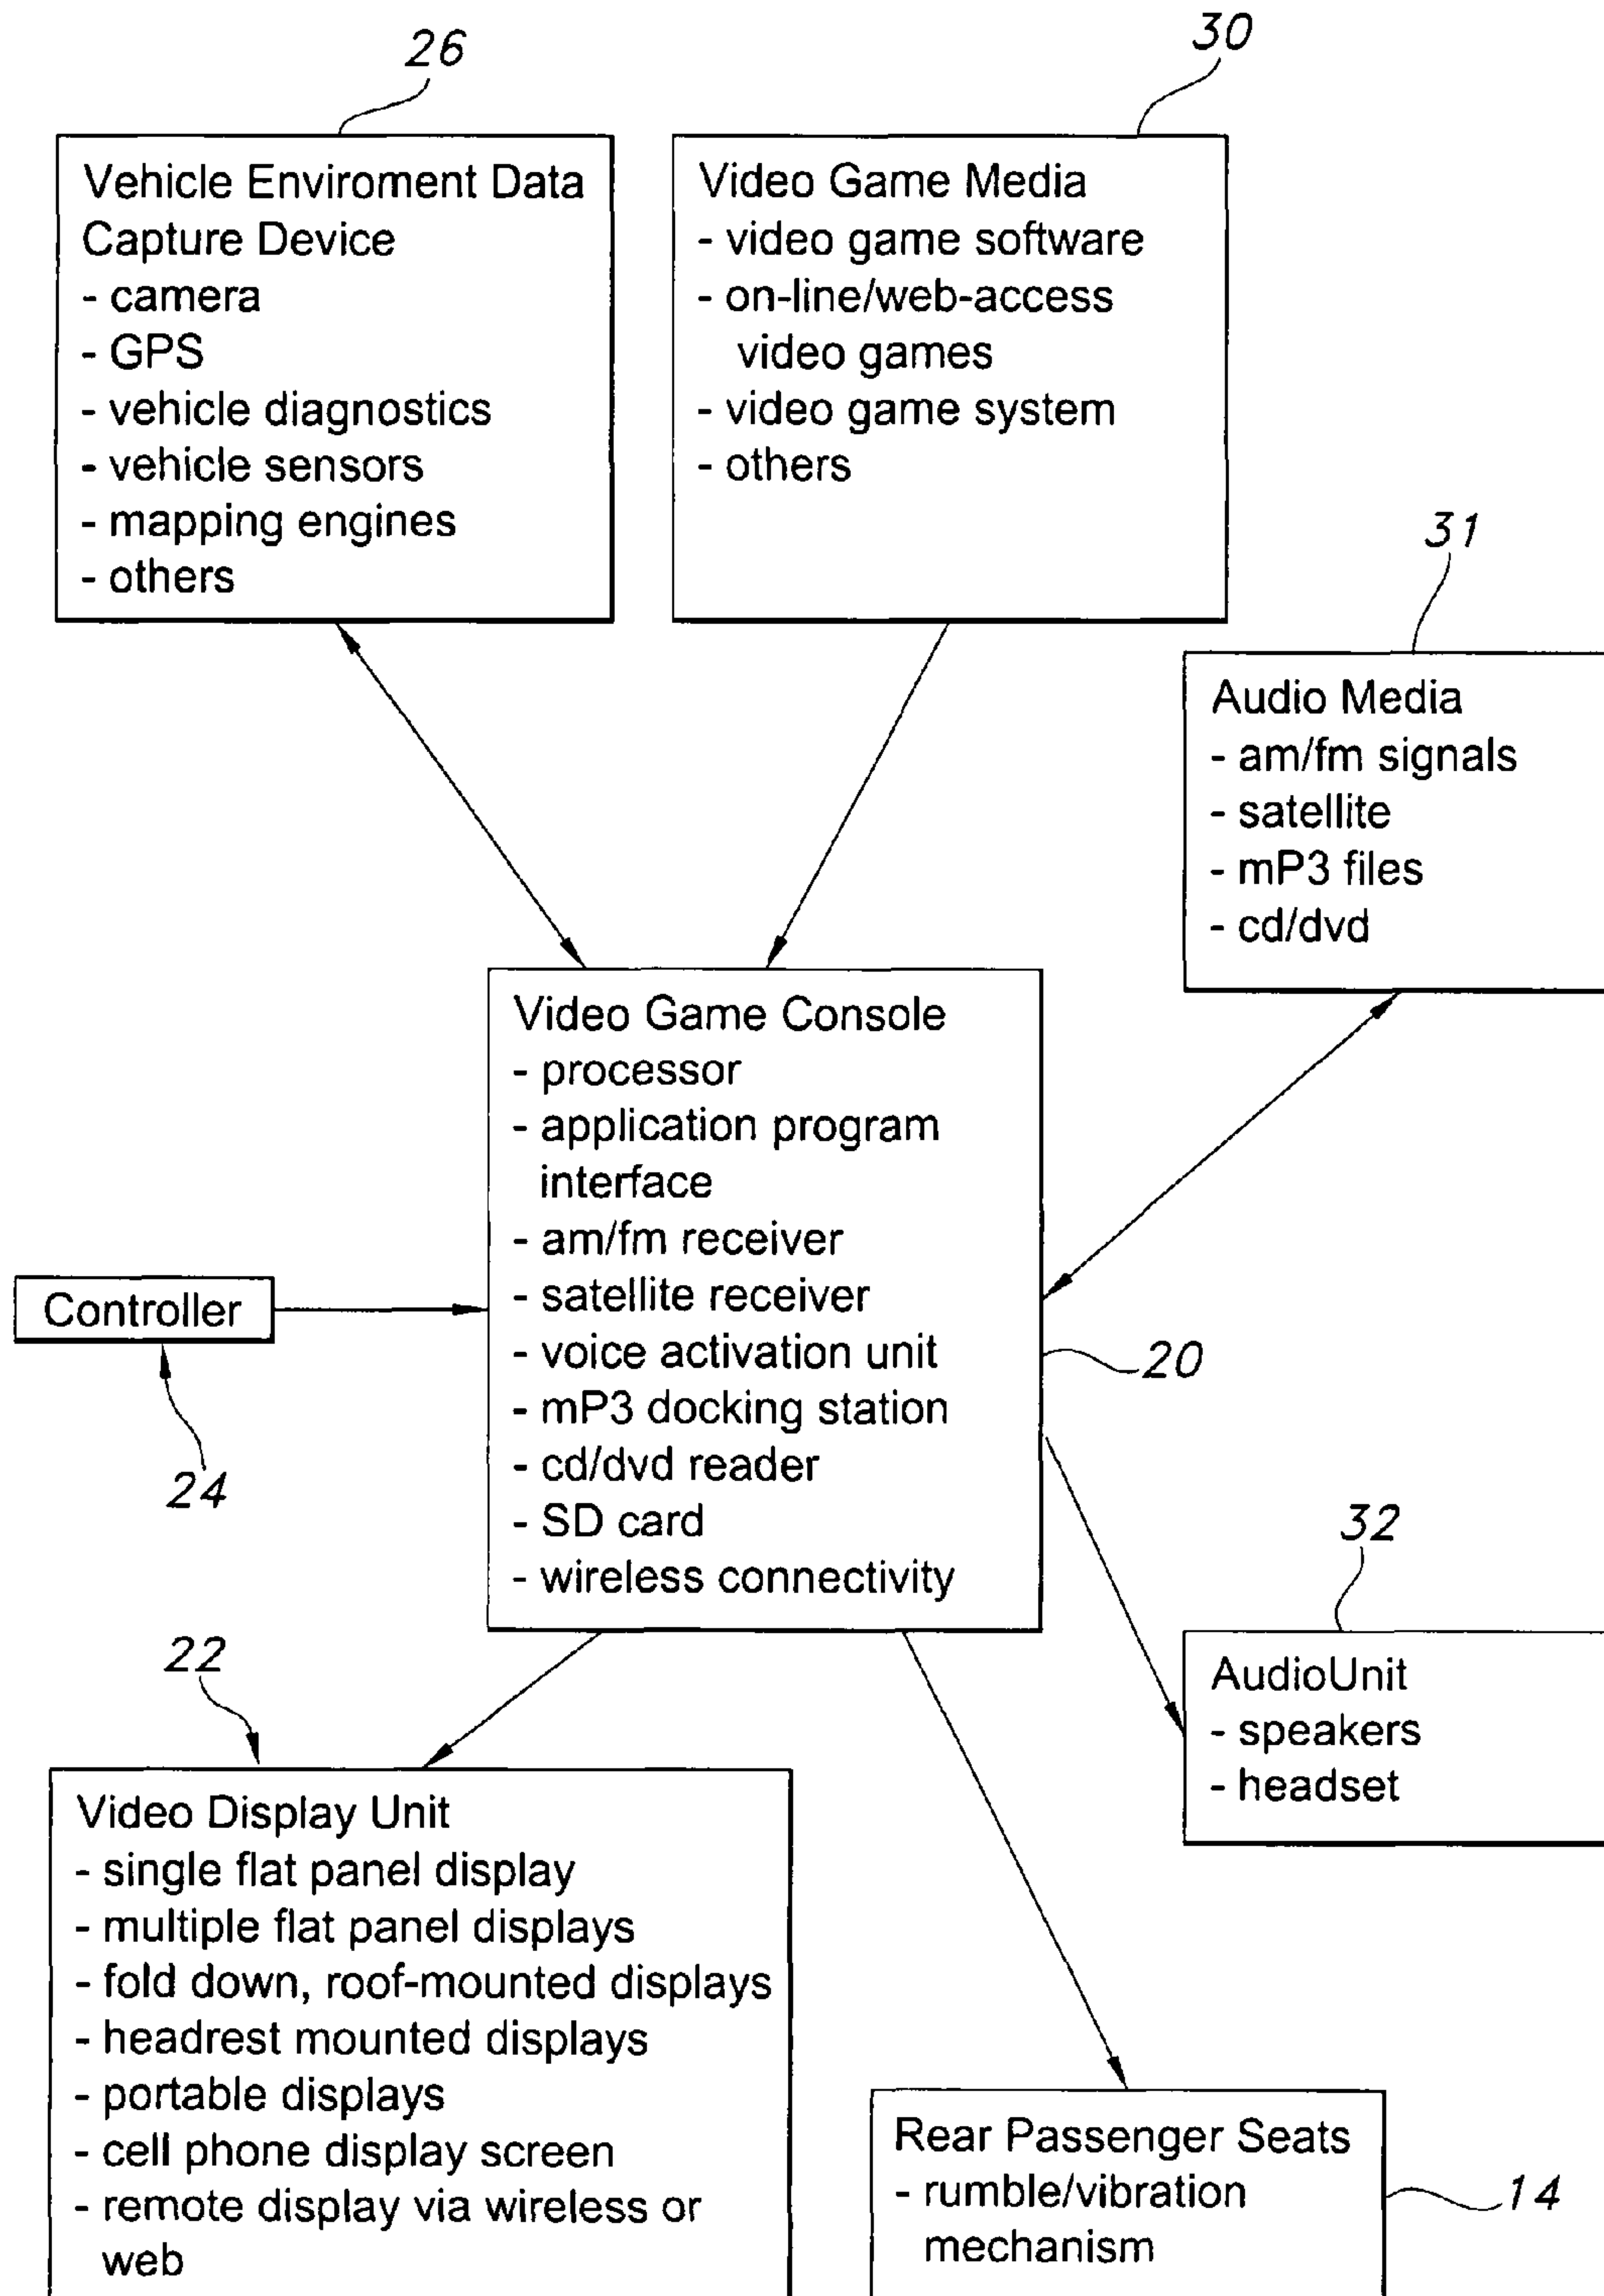 26
30
Vehicle Enviroment Data
Capture Device
- camera
- GPS
- vehicle diagnostics
- vehicle sensors
- mapping engines
- others
Video Game Media
- video game software
- on-line/web-access
video games
- video game system
- others
31
Audio Media
- am/fm signals
- satellite
- mP3 files
- cd/dvd
Video Game Console
- processor
- application program
interface
- am/fm receiver
- satellite receiver
- voice activation unit
- mP3 docking station
- cd/dvd reader
- SD card
- wireless connectivity
Controller
20
24
32
AudioUnit
- speakers
- headset
22
Video Display Unit
- single flat panel display
- multiple flat panel displays
- fold down, roof-mounted displays
- headrest mounted displays
- portable displays
- cell phone display screen
- remote display via wireless or
web
Rear Passenger Seats
- rumble/vibration
mechanism
14